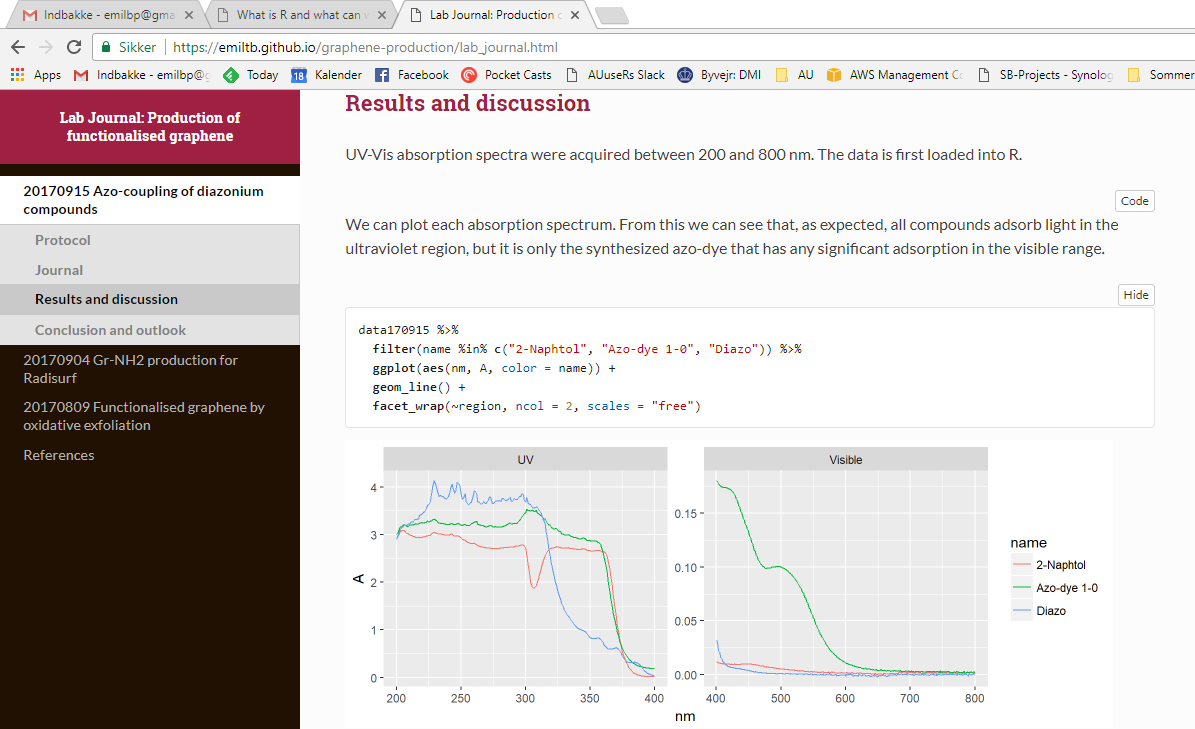 Indbakke - emilbp@gma
What is R and what can
Lab Journal: Production
Sikker https://emiltb.github.io/graphene-production/lab_journal.html
Apps Indbakke - emilbp@g Today 18 Kalender Facebook Pocket Casts AUuseRs Slack Byvejr: DMI AU AWS Management SB-Projects - Synolog Sommer
Lab Journal: Production of
functionalised graphene
20170915 Azo-coupling of diazonium
compounds
Protocol
Journal
Results and discussion
Conclusion and outlook
20170904 Gr-NH2 production for
Radisurf
20170809 Functionalised graphene by
oxidative exfoliation
References
Results and discussion
UV-Vis absorption spectra were acquired between 200 and 800 nm. The data is first loaded into R.
Code
We can plot each absorption spectrum. From this we can see that, as expected, all compounds adsorb light in the
ultraviolet region, but it is only the synthesized azo-dye that has any significant adsorption in the visible range.
Hide
data170915 %>%
filter(name %in% c("2-Naphtol", "Azo-dye 1-0", "Diazo")) %>%
ggplot(aes(nm, A, color = name)) +
geom_line() +
facet_wrap(~region, ncol = 2, scales = "free")
UV
4
3
2
1
0
A
200 250 300 350 400
Visible
0.15
0.10
0.05
0.00
400 500 600 700 800
nm
name
2-Naphtol
Azo-dye 1-0
Diazo